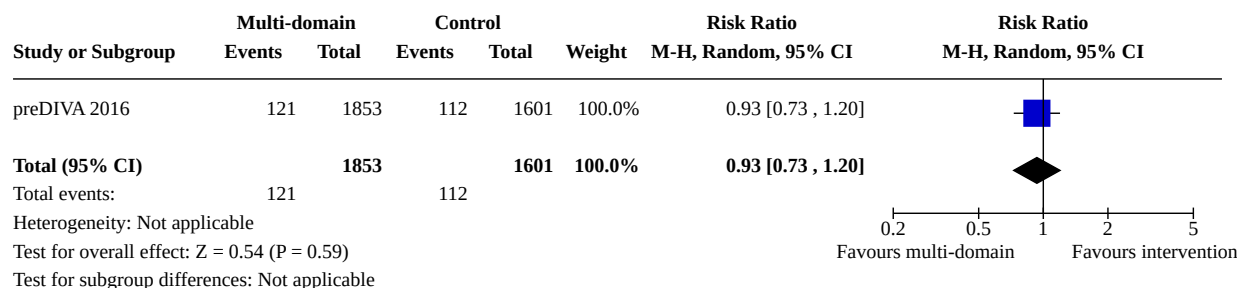 Multi-domain Control Risk Ratio Risk Ratio
Study or Subgroup Events Total Events Total Weight M-H, Random, 95% CI M-H, Random, 95% CI
preDIVA 2016 121 1853 112 1601 100.0% 0.93 [0.73 , 1.20]
Total (95% CI) 1853 1601 100.0% 0.93 [0.73 , 1.20]
Total events: 121 112
Heterogeneity: Not applicable
0.2 0.5 1 2 5
Test for overall effect: Z = 0.54 (P = 0.59) Favours multi-domain Favours intervention
Test for subgroup differences: Not applicable